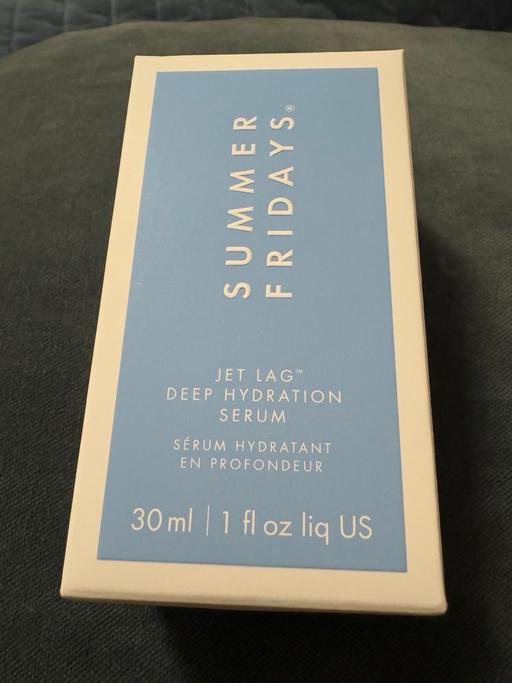 SUMMER
FRIDAYS®
JET LAG™
DEEP HYDRATION
SERUM
SÉRUM HYDRATANT
EN PROFONDEUR
30 ml | 1 fl oz liq US